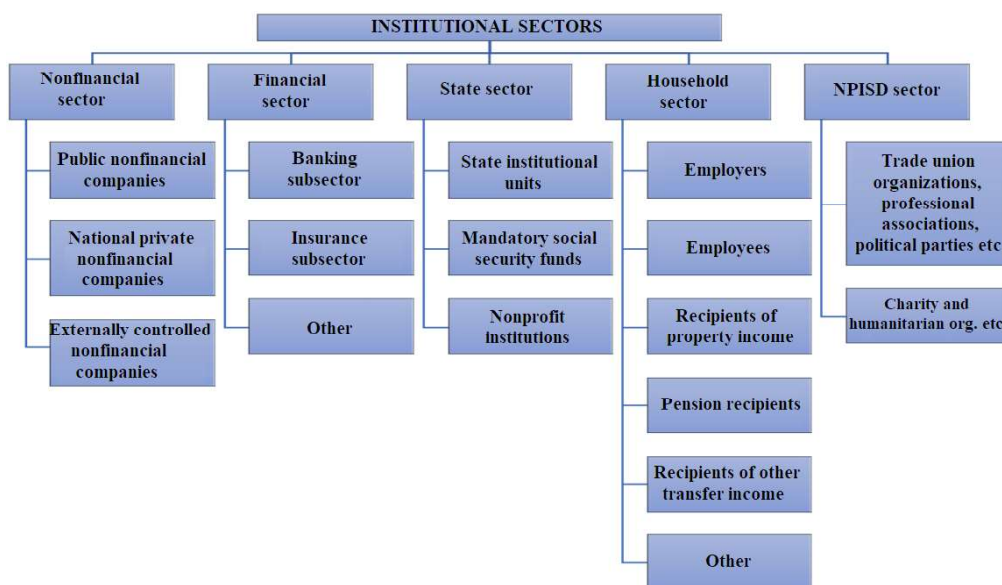 INSTITUTIONAL SECTORS
Nonfinancial
sector
Financial
sector
State sector
Household
sector
NPISD sector
Public nonfinancial
companies
National private
nonfinancial
companies
Externally controlled
nonfinancial
companies
Banking
subsector
Insurance
subsector
Other
State institutional
units
Mandatory social
security funds
Nonprofit
institutions
Employers
Employees
Recipients of
property income
Pension recipients
Recipients of other
transfer income
Other
Trade union
organizations,
professional
associations,
political parties etc
Charity and
humanitarian org. etc